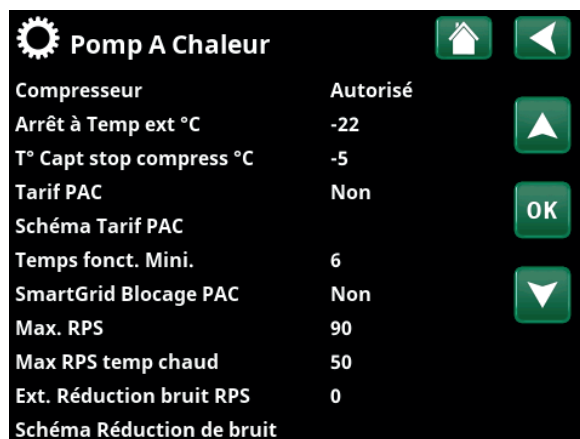 Pomp A Chaleur
Compresseur Autorisé
Arrêt à Temp ext °C -22
T° Capt stop compress °C -5
Tarif PAC Non
Schéma Tarif PAC
OK
Temps fonct. Mini. 6
SmartGrid Blocage PAC Non
Max. RPS 90
Max RPS temp chaud 50
Ext. Réduction bruit RPS 0
Schéma Réduction de bruit